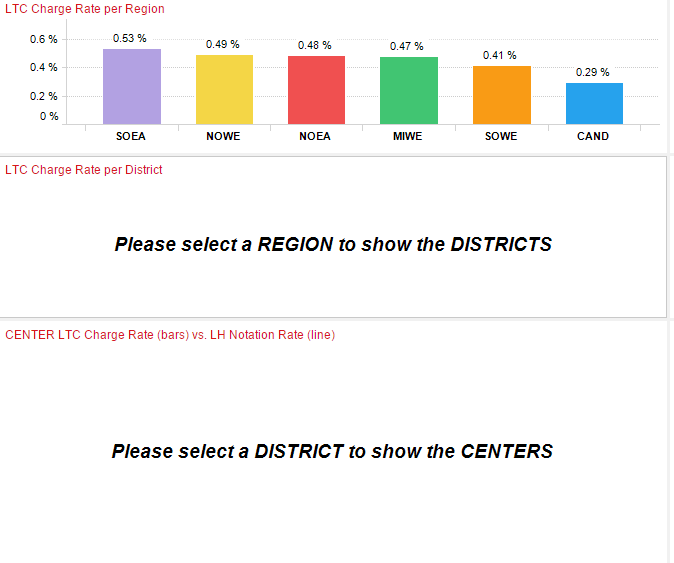 LTC Charge Rate per Region
0.6 %
0.4 %
0.2 %
0 %
0.53 %
0.49 %
0.48 %
0.47 %
0.41 %
0.29 %
SOEA
NOWE
NOEA
MIWE
SOWE
CAND
LTC Charge Rate per District
Please select a REGION to show the DISTRICTS
CENTER LTC Charge Rate (bars) vs. LH Notation Rate (line)
Please select a DISTRICT to show the CENTERS